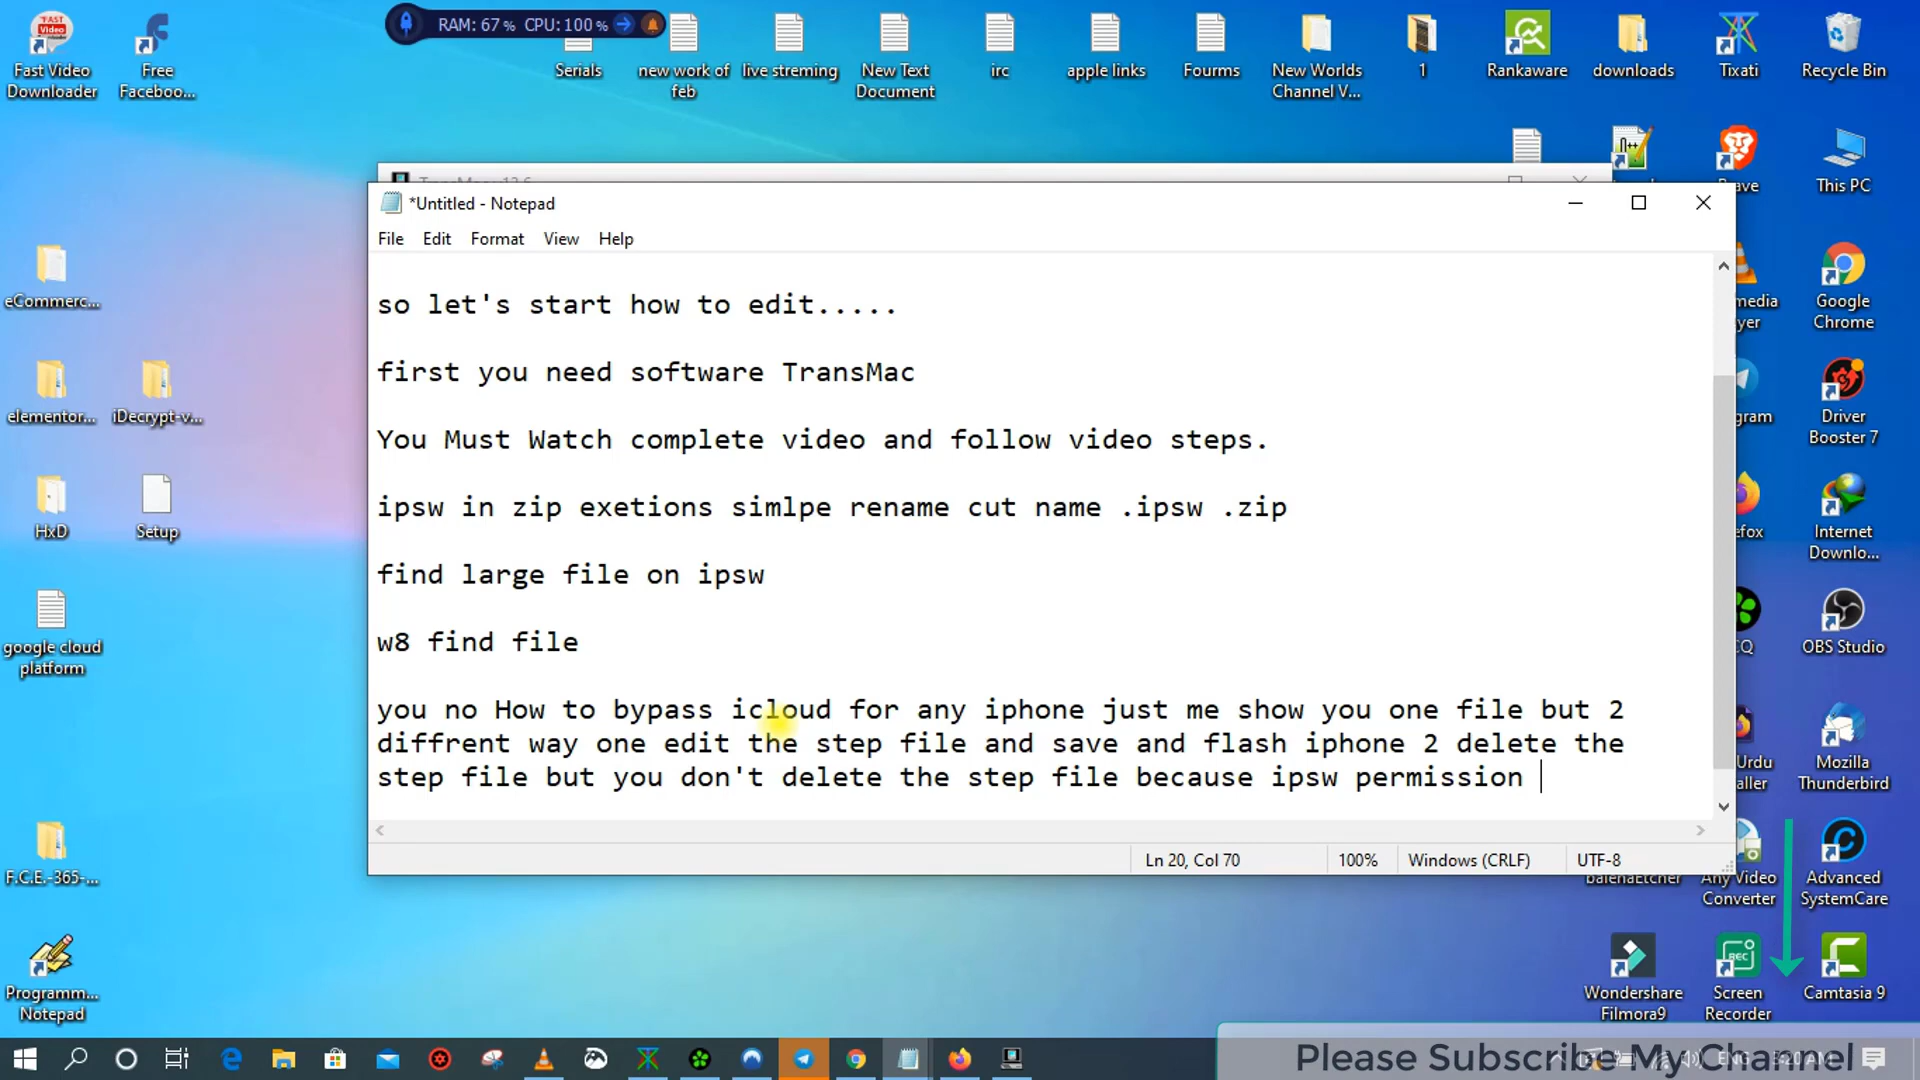 RAM: 67 % CPU: 100 %
Fast Video Downloader
Free Faceboo...
Serials
new work of feb
live streming
New Text Document
irc
apple links
Fourms
New Worlds Channel V...
1
Rankaware
downloads
Tixati
Recycle Bin
This PC
*Untitled - Notepad
File Edit Format View Help
so let's start how to edit.....
first you need software TransMac
You Must Watch complete video and follow video steps.
ipsw in zip exetions simlpe rename cut name .ipsw .zip
find large file on ipsw
w8 find file
you no How to bypass icloud for any iphone just me show you one file but 2
diffrent way one edit the step file and save and flash iphone 2 delete the
step file but you don't delete the step file because ipsw permission
Ln 20, Col 70
100%
Windows (CRLF)
UTF-8
eCommerc...
elementor...
iDecrypt-v...
HxD
Setup
google cloud platform
F.C.E.-365-...
Programm... Notepad
Google Chrome
Driver Booster 7
Internet Downlo...
OBS Studio
Mozilla Thunderbird
balenaEtcher
Any Video Converter
Advanced SystemCare
Wondershare Filmora9
Screen Recorder
Camtasia 9
Please Subscribe My Channel